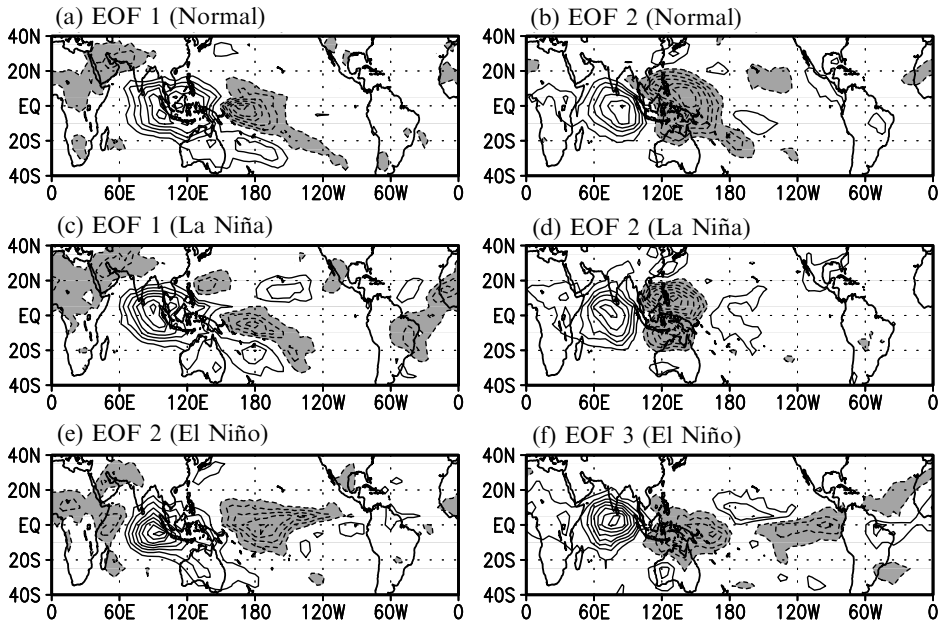 (a) EOF 1 (Normal)
(b) EOF 2 (Normal)
40N
20N
EQ
20S
40S
0 60E 120E 180 120W 60W 0
40N
20N
EQ
20S
40S
0 60E 120E 180 120W 60W 0
(c) EOF 1 (La Niña)
(d) EOF 2 (La Niña)
40N
20N
EQ
20S
40S
0 60E 120E 180 120W 60W 0
40N
20N
EQ
20S
40S
0 60E 120E 180 120W 60W 0
(e) EOF 2 (El Niño)
(f) EOF 3 (El Niño)
40N
20N
EQ
20S
40S
0 60E 120E 180 120W 60W 0
40N
20N
EQ
20S
40S
0 60E 120E 180 120W 60W 0